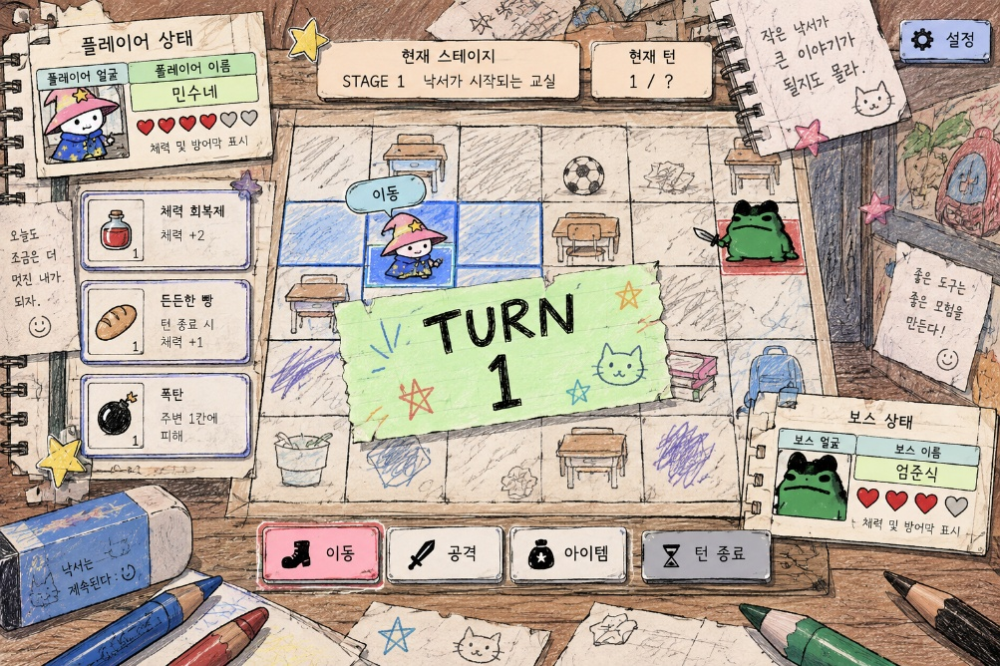 플레이어 상태
플레이어 얼굴
플레이어 이름
민수네
체력 및 방어막 표시
현재 스테이지
STAGE 1 낙서가 시작되는 교실
현재 턴
1 / ?
작은 낙서가
큰 이야기가
될지도 몰라.
설정
체력 회복제
체력 +2
1
든든한 빵
턴 종료 시
체력 +1
1
폭탄
주변 1칸에
피해
1
오늘도
조금은 더
멋진 내가
되자.
이동
TURN
1
좋은 도구는
좋은 모험을
만든다!
보스 상태
보스 얼굴
보스 이름
엄준식
체력 및 방어막 표시
이동
공격
아이템
턴 종료
낙서는
계속된다